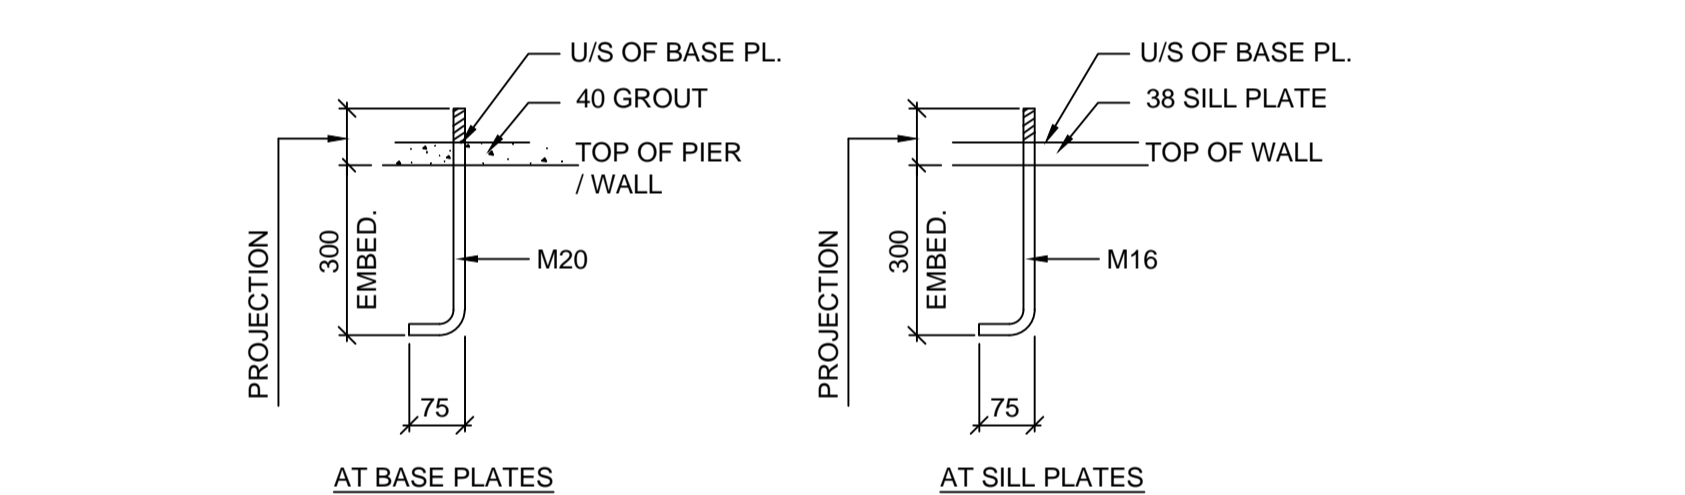 U/S OF BASE PL.
40 GROUT
TOP OF PIER
/ WALL
PROJECTION
300
EMBED.
M20
75
AT BASE PLATES
U/S OF BASE PL.
38 SILL PLATE
TOP OF WALL
PROJECTION
300
EMBED.
M16
75
AT SILL PLATES